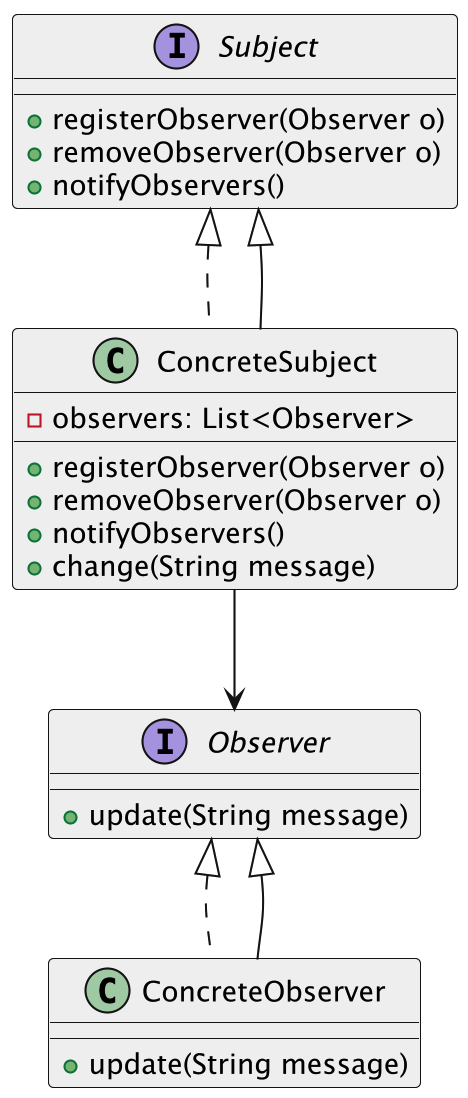 I Subject
registerObserver(Observer o)
removeObserver(Observer o)
notifyObservers()
C ConcreteSubject
observers: List<Observer>
registerObserver(Observer o)
removeObserver(Observer o)
notifyObservers()
change(String message)
I Observer
update(String message)
C ConcreteObserver
update(String message)